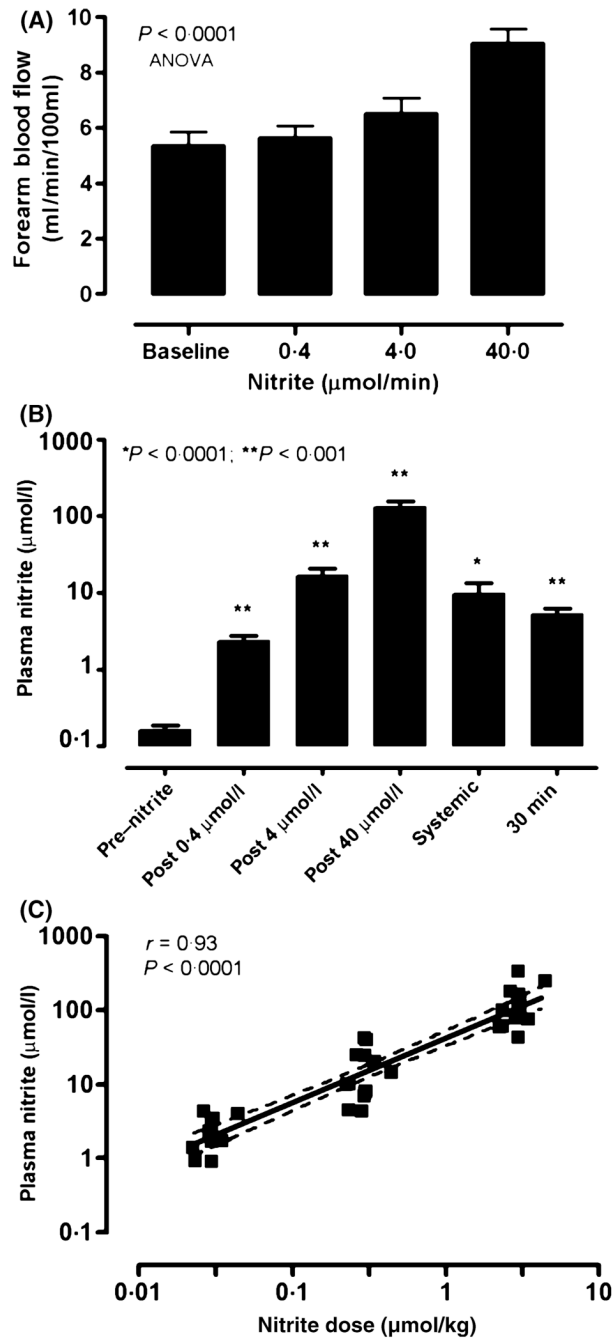 (A)
P < 0·0001
ANOVA
10
8
6
4
2
0
Forearm blood flow
(ml/min/100ml)
Baseline 0·4 4·0 40·0
Nitrite (μmol/min)
(B)
*P < 0·0001; **P < 0·001
1000
100
10
1
0·1
Plasma nitrite (μmol/l)
** ** ** * **
Pre–nitrite
Post 0·4 μmol/l
Post 4 μmol/l
Post 40 μmol/l
Systemic
30 min
(C)
r = 0·93
P < 0·0001
1000
100
10
1
0·1
Plasma nitrite (μmol/l)
0·01 0·1 1 10
Nitrite dose (μmol/kg)